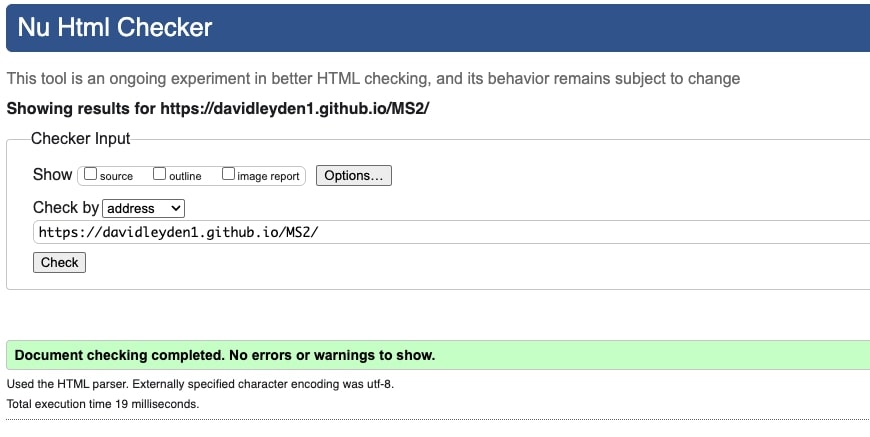 Nu Html Checker
This tool is an ongoing experiment in better HTML checking, and its behavior remains subject to change
Showing results for https://davidleyden1.github.io/MS2/
Checker Input
Show source outline image report Options...
Check by address
https://davidleyden1.github.io/MS2/
Check
Document checking completed. No errors or warnings to show.
Used the HTML parser. Externally specified character encoding was utf-8.
Total execution time 19 milliseconds.